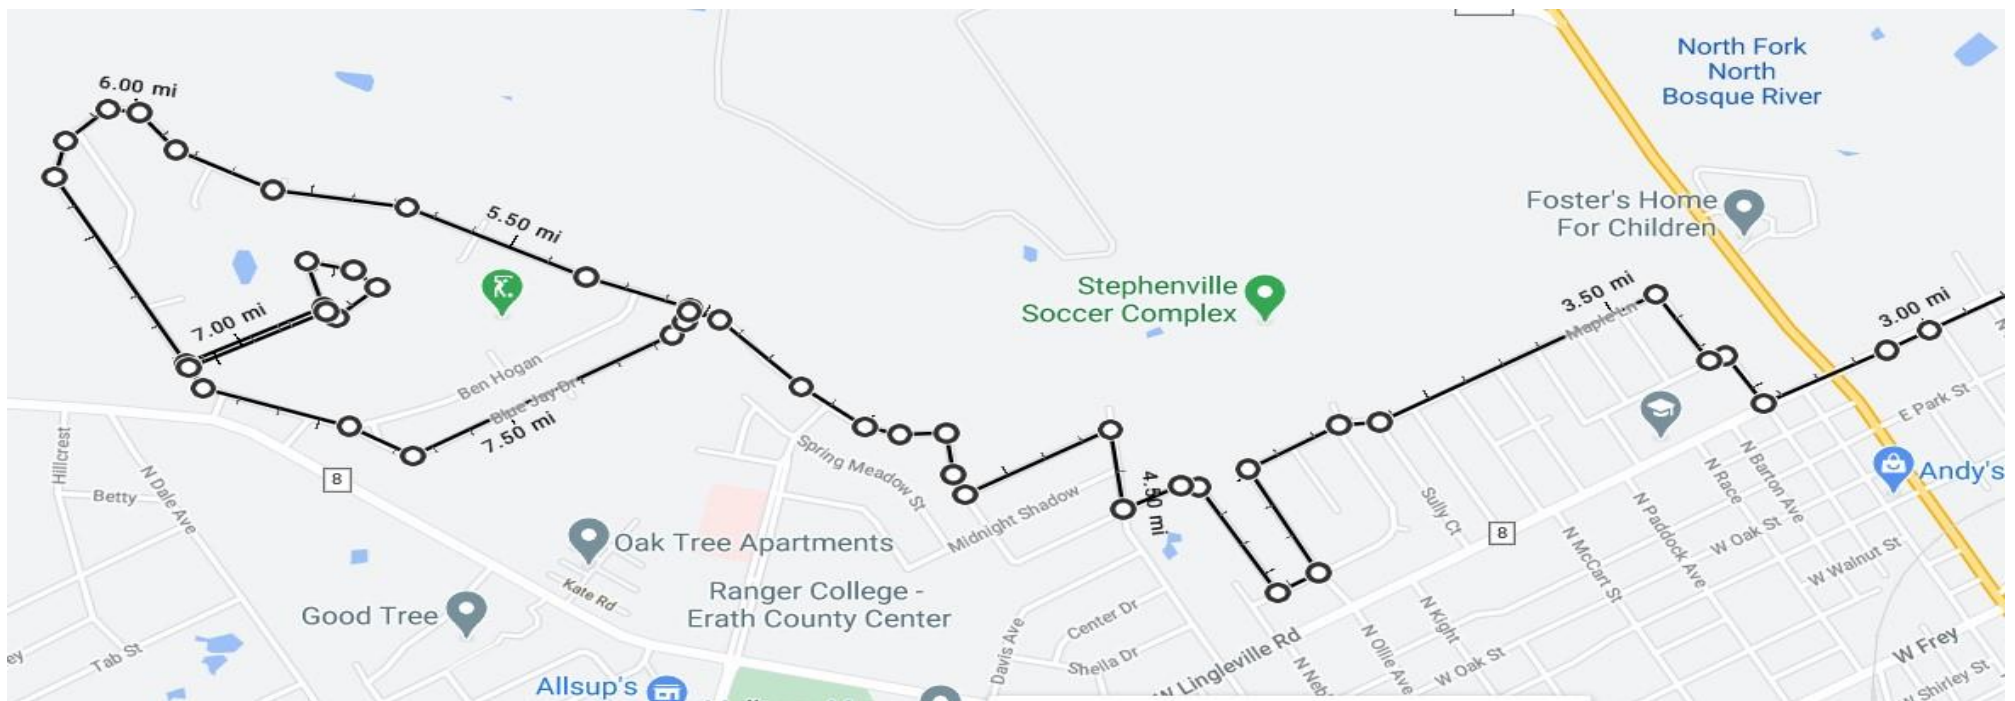 North Fork
North
Bosque River
6.00 mi
Foster's Home
For Children
5.50 mi
Stephenville
Soccer Complex
3.50 mi
3.00 mi
Maple Ln
7.00 mi
Ben Hogan
Blue Jay Dr
7.50 mi
E Park St
Hillcrest
N Dale Ave
Betty
8
Spring Meadow St
Midnight Shadow
4.50 mi
Sully Ct
8
N Barton Ave
N Race
Andy's
N Paddock Ave
W Oak St
W Walnut St
N McCart St
Oak Tree Apartments
Kate Rd
Ranger College -
Erath County Center
Good Tree
Tab St
Center Dr
Davis Ave
Shella Dr
W Lingleville Rd
N Kight
N Ollie Ave
W Oak St
W Frey
W Shirley St
N Neb
ey
Allsup's